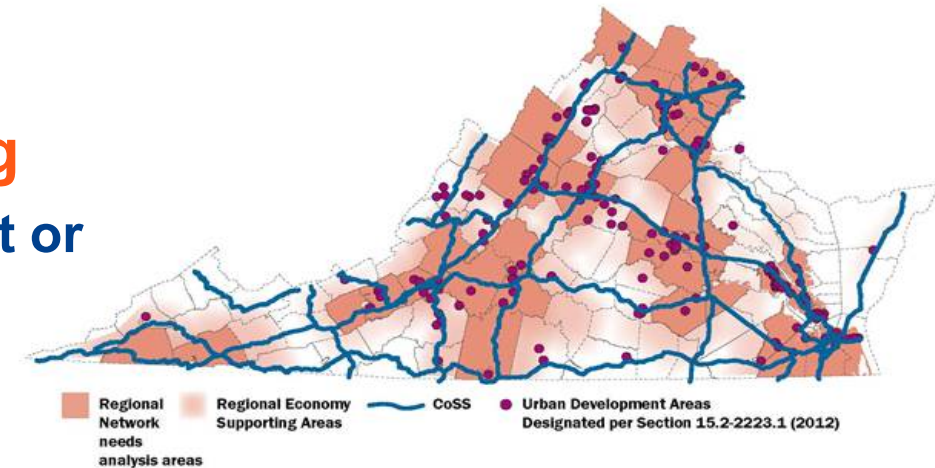 g
t or
Regional
Network
needs
analysis areas
Regional Economy
Supporting Areas
CoSS
Urban Development Areas
Designated per Section 15.2-2223.1 (2012)